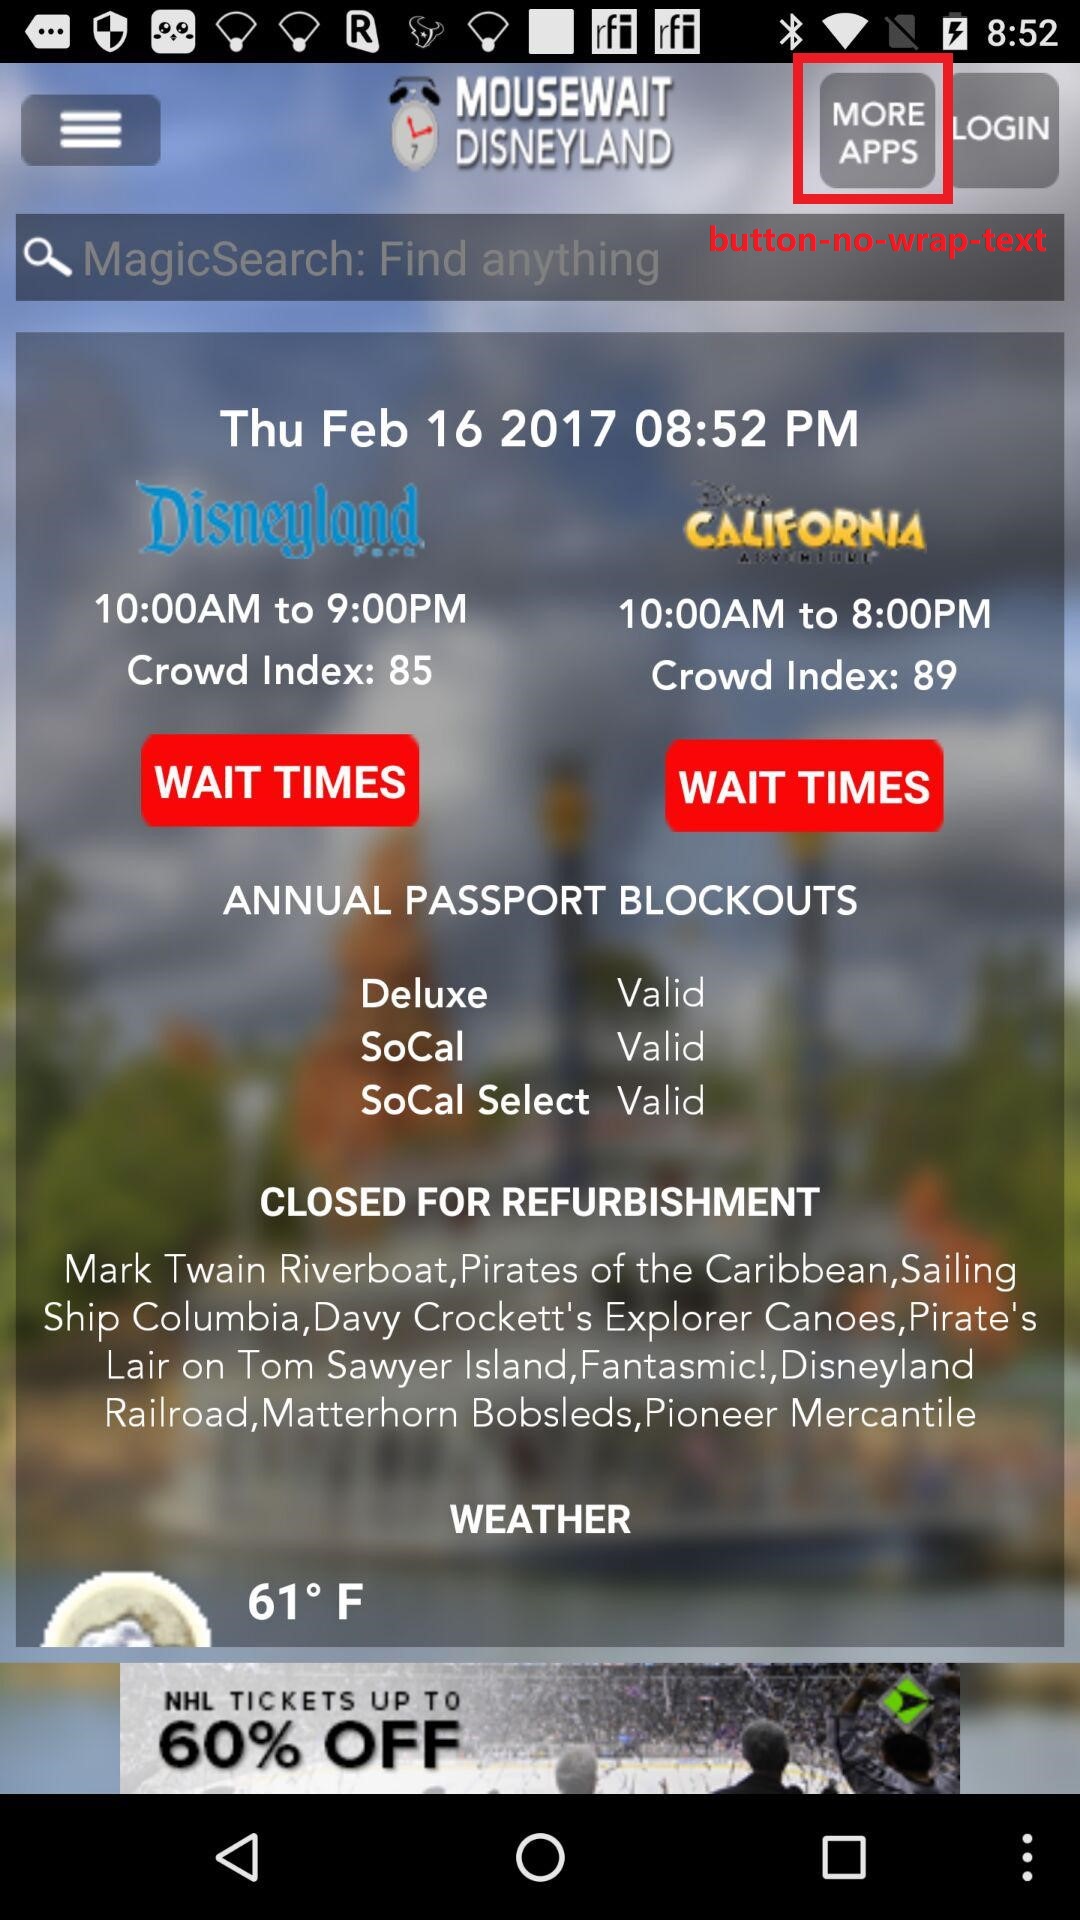 8:52
MOUSEWAIT
DISNEYLAND
7
MORE
APPS
LOGIN
MagicSearch: Find anything
button-no-wrap-text
Thu Feb 16 2017 08:52 PM
Disneyland
Park
Disney
CALIFORNIA
ADVENTURE
10:00AM to 9:00PM
10:00AM to 8:00PM
Crowd Index: 85
Crowd Index: 89
WAIT TIMES
WAIT TIMES
ANNUAL PASSPORT BLOCKOUTS
Deluxe Valid
SoCal Valid
SoCal Select Valid
CLOSED FOR REFURBISHMENT
Mark Twain Riverboat,Pirates of the Caribbean,Sailing
Ship Columbia,Davy Crockett's Explorer Canoes,Pirate's
Lair on Tom Sawyer Island,Fantasmic!,Disneyland
Railroad,Matterhorn Bobsleds,Pioneer Mercantile
WEATHER
61° F
NHL TICKETS UP TO
60% OFF